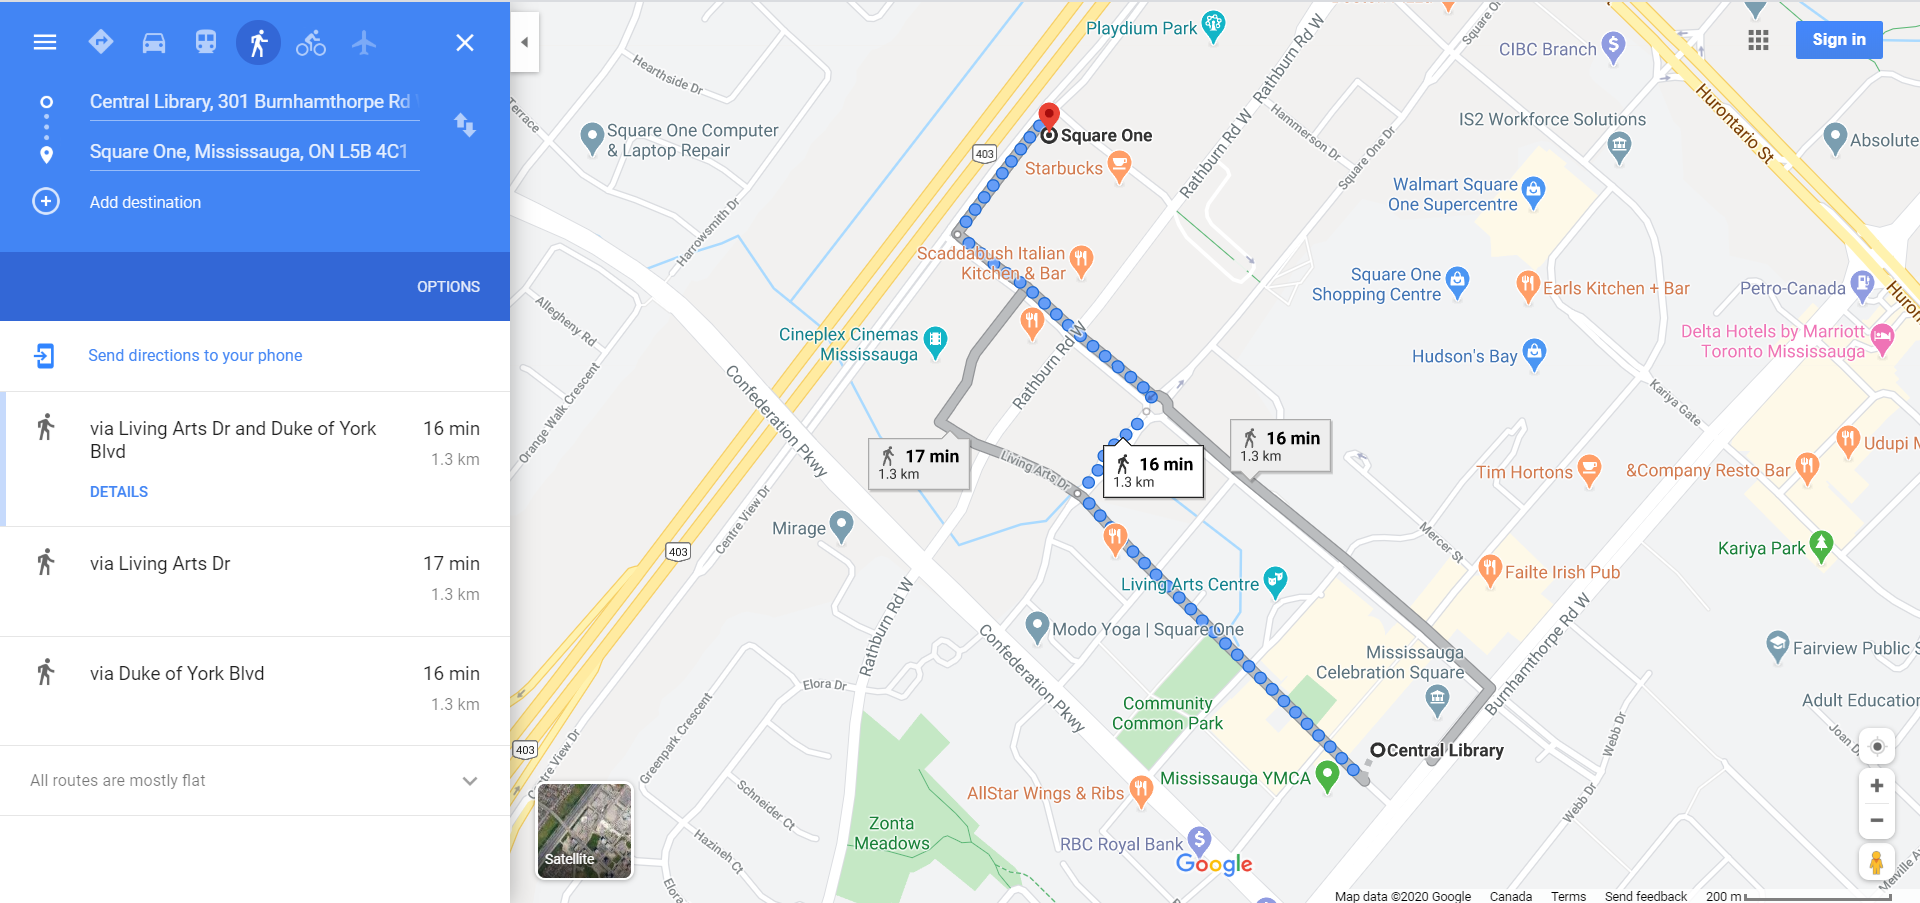 Central Library, 301 Burnhamthorpe Rd
Square One, Mississauga, ON L5B 4C1
Add destination
OPTIONS
Send directions to your phone
via Living Arts Dr and Duke of York
Blvd
16 min
1.3 km
DETAILS
via Living Arts Dr
17 min
1.3 km
via Duke of York Blvd
16 min
1.3 km
All routes are mostly flat
Sign in
Playdium Park
Rathburn Rd W
Square One
CIBC Branch
Hearthside Dr
Terrace
Square One Computer
& Laptop Repair
403
Square One
Starbucks
Hammerson Dr
Square One Dr
Rathburn Rd W
IS2 Workforce Solutions
Hurontario St
Absolute
Walmart Square
One Supercentre
Harrowsmith Dr
Scaddabush Italian
Kitchen & Bar
Square One
Shopping Centre
Earls Kitchen + Bar
Petro-Canada
Huron
Allegheny Rd
Cineplex Cinemas
Mississauga
Rathburn Rd W
Hudson's Bay
Delta Hotels by Marriott
Toronto Mississauga
Orange Walk Crescent
Confederation Pkwy
Kariya Gate
17 min
1.3 km
Living Arts Dr
16 min
1.3 km
16 min
1.3 km
Tim Hortons
&Company Resto Bar
Udupi M
Centre View Dr
Mirage
403
Mercer St
Kariya Park
Living Arts Centre
Failte Irish Pub
Rathburn Rd W
Modo Yoga | Square One
Confederation Pkwy
Mississauga
Celebration Square
Burnhamthorpe Rd W
Fairview Public S
Elora Dr
Community
Common Park
Adult Education
Joan Dr
Webb Dr
Greenpark Crescent
Centre View Dr
403
Central Library
Mississauga YMCA
AllStar Wings & Ribs
Schneider Ct
Webb Dr
Zonta
Meadows
Hazineh Ct
RBC Royal Bank
Elora
Melville Av
Satellite
Google
Map data ©2020 Google
Canada
Terms
Send feedback
200 m